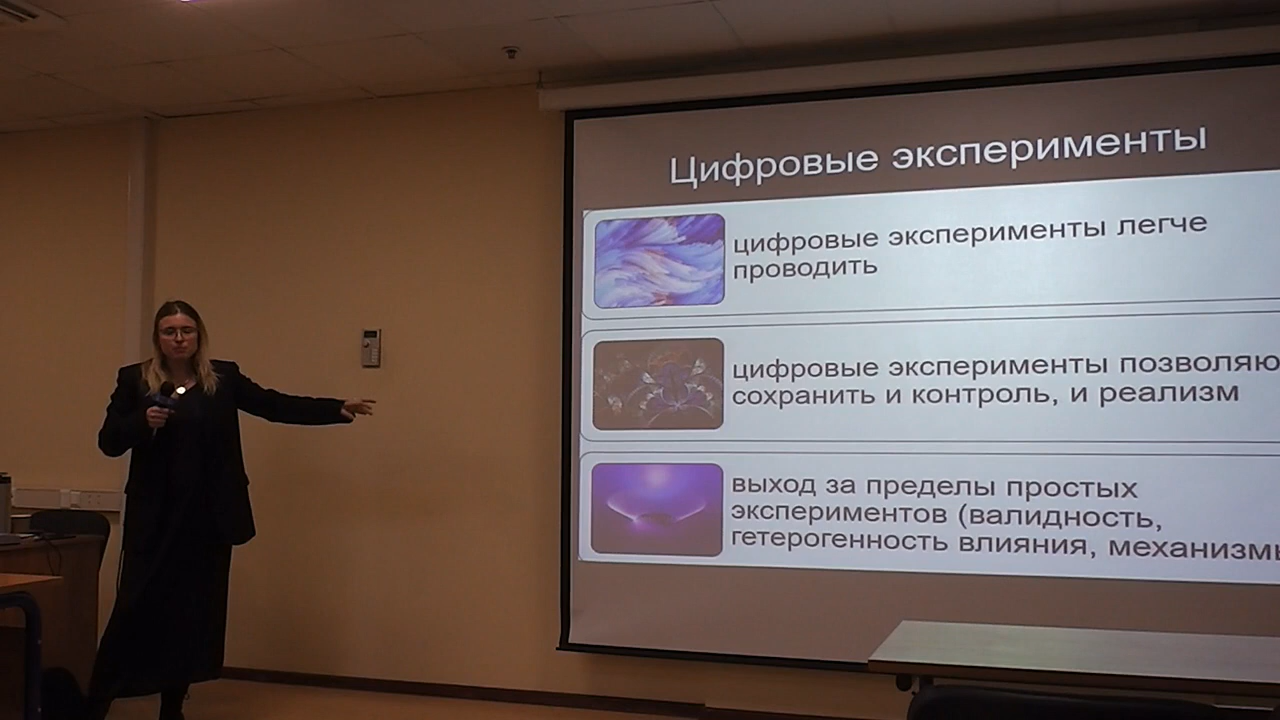 Цифровые эксперименты
цифровые эксперименты легче
проводить
цифровые эксперименты позволяю
сохранить и контроль, и реализм
выход за пределы простых
экспериментов (валидность,
гетерогенность влияния, механизмы